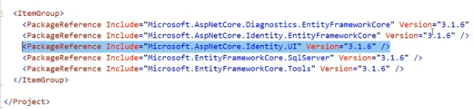 <ItemGroup>
<PackageReference Include="Microsoft.AspNetCore.Diagnostics.EntityFrameworkCore" Version="3.1.6"
<PackageReference Include="Microsoft.AspNetCore.Identity.EntityFrameworkCore" Version="3.1.6" />
<PackageReference Include="Microsoft.AspNetCore.Identity.UI" Version="3.1.6" />
<PackageReference Include="Microsoft.EntityFrameworkCore.SqlServer" Version="3.1.6" />
<PackageReference Include="Microsoft.EntityFrameworkCore.Tools" Version="3.1.6" />
</ItemGroup>
</Project>